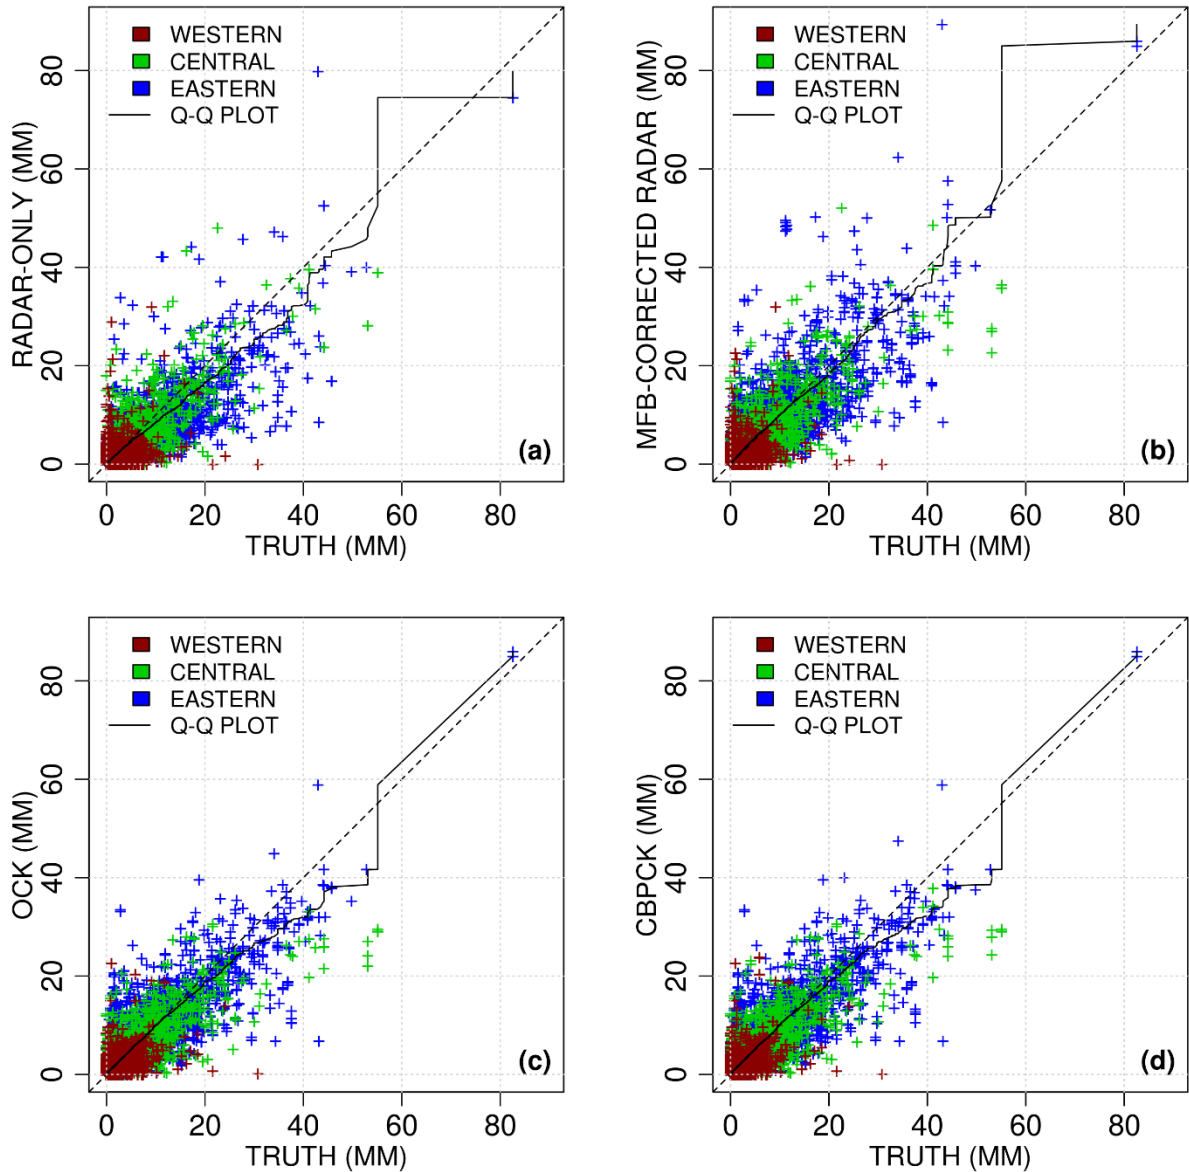 WESTERN
CENTRAL
EASTERN
Q-Q PLOT
RADAR-ONLY (MM)
80
60
40
20
0
(a)
0 20 40 60 80
TRUTH (MM)
WESTERN
CENTRAL
EASTERN
Q-Q PLOT
MFB-CORRECTED RADAR (MM)
80
60
40
20
0
(b)
0 20 40 60 80
TRUTH (MM)
WESTERN
CENTRAL
EASTERN
Q-Q PLOT
OCK (MM)
80
60
40
20
0
(c)
0 20 40 60 80
TRUTH (MM)
WESTERN
CENTRAL
EASTERN
Q-Q PLOT
CBPCK (MM)
80
60
40
20
0
(d)
0 20 40 60 80
TRUTH (MM)